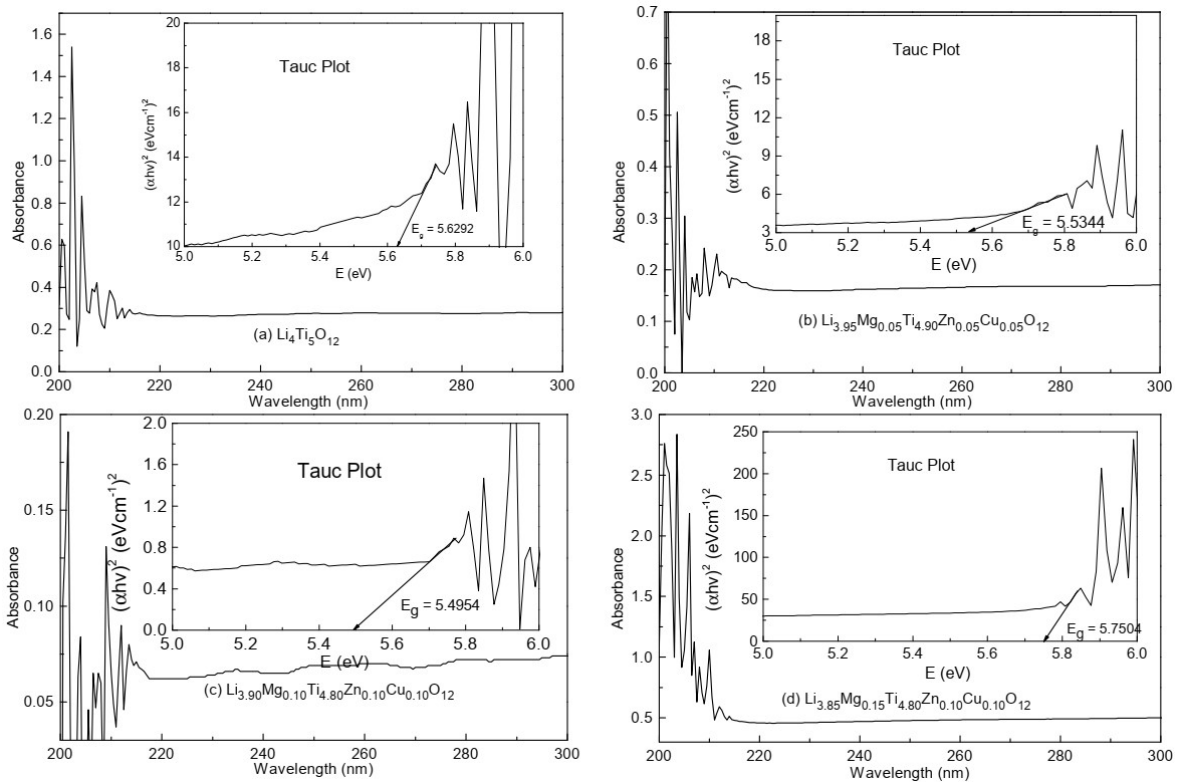 1.6
1.4
1.2
1.0
0.8
0.6
0.4
0.2
0.0
Absorbance
200 220 240 260 280 300
Wavelength (nm)
20
18
16
14
12
10
(αhν)² (eVcm⁻¹)²
Tauc Plot
E_g = 5.6292
5.0 5.2 5.4 5.6 5.8 6.0
E (eV)
(a) Li₄Ti₅O₁₂
0.7
0.6
0.5
0.4
0.3
0.2
0.1
0.0
Absorbance
200 220 240 260 280 300
Wavelength (nm)
18
15
12
9
6
3
(αhν)² (eVcm⁻¹)²
Tauc Plot
E_g = 5.5344
5.0 5.2 5.4 5.6 5.8 6.0
E (eV)
(b) Li₃.₉₅Mg₀.₀₅Ti₄.₉₀Zn₀.₀₅Cu₀.₀₅O₁₂
0.20
0.15
0.10
0.05
Absorbance
200 220 240 260 280 300
Wavelength (nm)
2.0
1.6
1.2
0.8
0.4
0.0
(αhν)² (eVcm⁻¹)²
Tauc Plot
E_g = 5.4954
5.0 5.2 5.4 5.6 5.8 6.0
E (eV)
(c) Li₃.₉₀Mg₀.₁₀Ti₄.₈₀Zn₀.₁₀Cu₀.₁₀O₁₂
3.0
2.5
2.0
1.5
1.0
0.5
Absorbance
200 220 240 260 280 300
Wavelength (nm)
250
200
150
100
50
0
(αhν)² (eVcm⁻¹)²
Tauc Plot
E_g = 5.7504
5.0 5.2 5.4 5.6 5.8 6.0
E (eV)
(d) Li₃.₈₅Mg₀.₁₅Ti₄.₈₀Zn₀.₁₀Cu₀.₁₀O₁₂